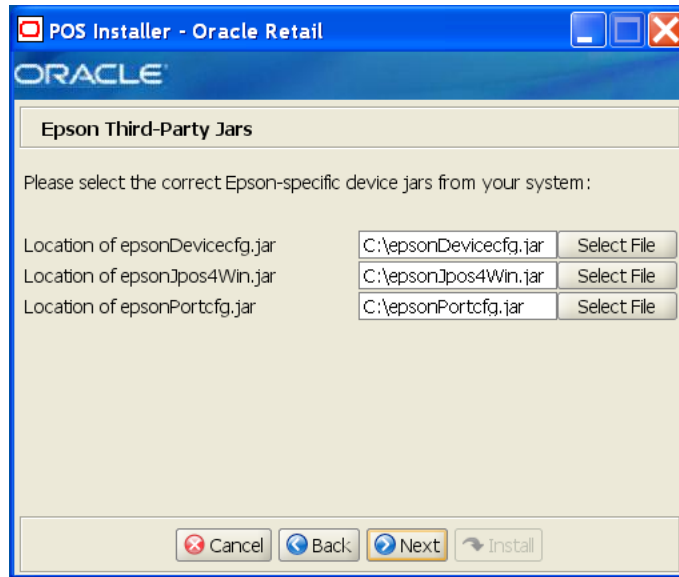 POS Installer - Oracle Retail
ORACLE
Epson Third-Party Jars
Please select the correct Epson-specific device jars from your system:
Location of epsonDevicecfg.jar C:\epsonDevicecfg.jar Select File
Location of epsonJpos4Win.jar C:\epsonJpos4Win.jar Select File
Location of epsonPortcfg.jar C:\epsonPortcfg.jar Select File
Cancel Back Next Install